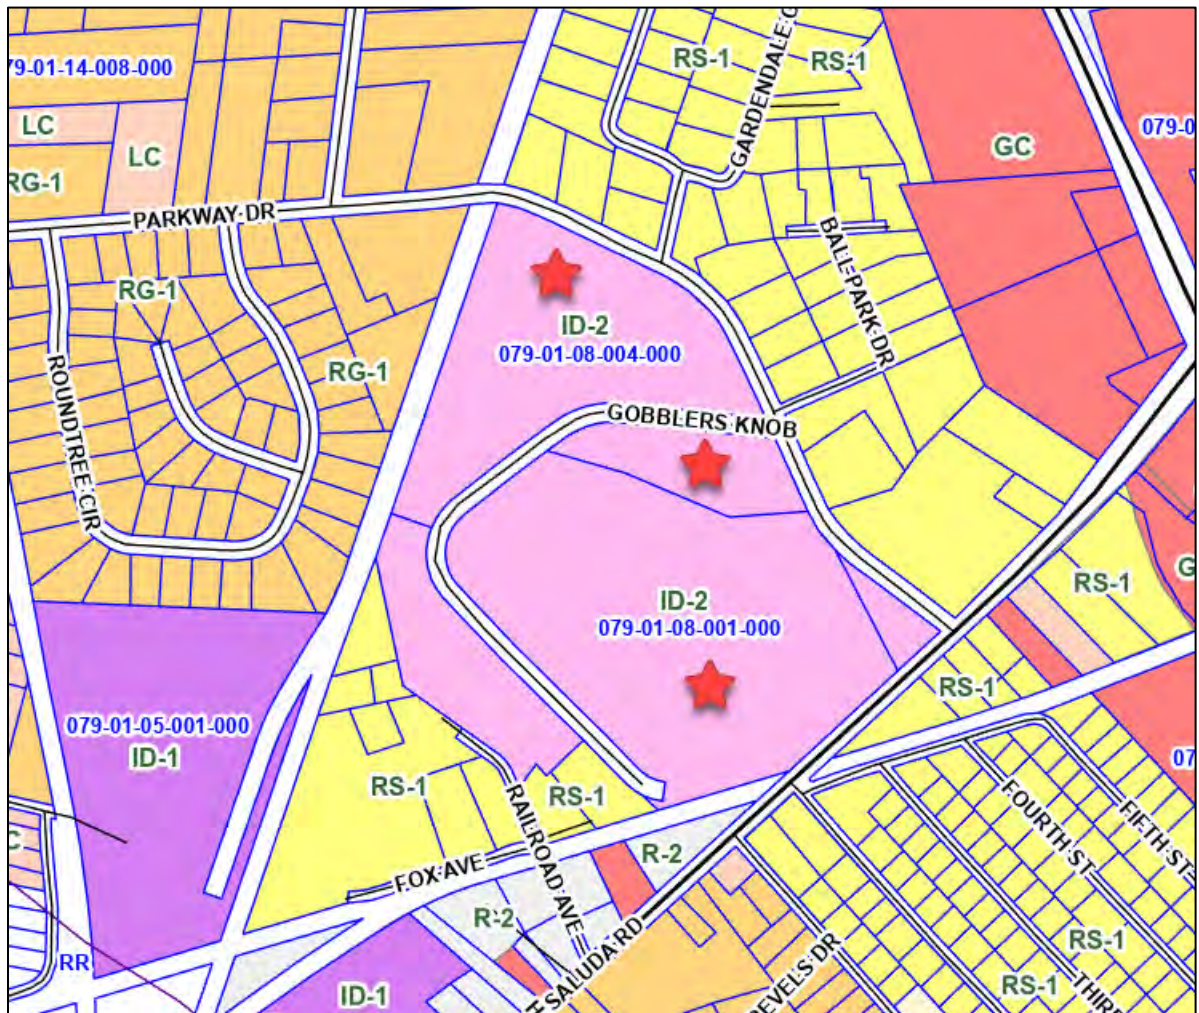 RS-1
RS-1
GARDENDALE C
79-01-14-008-000
LC
LC
RG-1
GC
079-0
PARKWAY DR
BALL PARK DR
RG-1
ID-2
079-01-08-004-000
ROUNDTREE CIR
RG-1
GOBBLERS KNOB
G
RS-1
ID-2
079-01-08-001-000
RS-1
079-01-05-001-000
ID-1
07
RS-1
RS-1
RAILROAD AVE
FOURTH ST
FIFTH ST
C
R-2
FOX AVE
R-2
RS-1
RR
ID-1
T SALUDA RD
EVELS DR
RS-1
THIRD